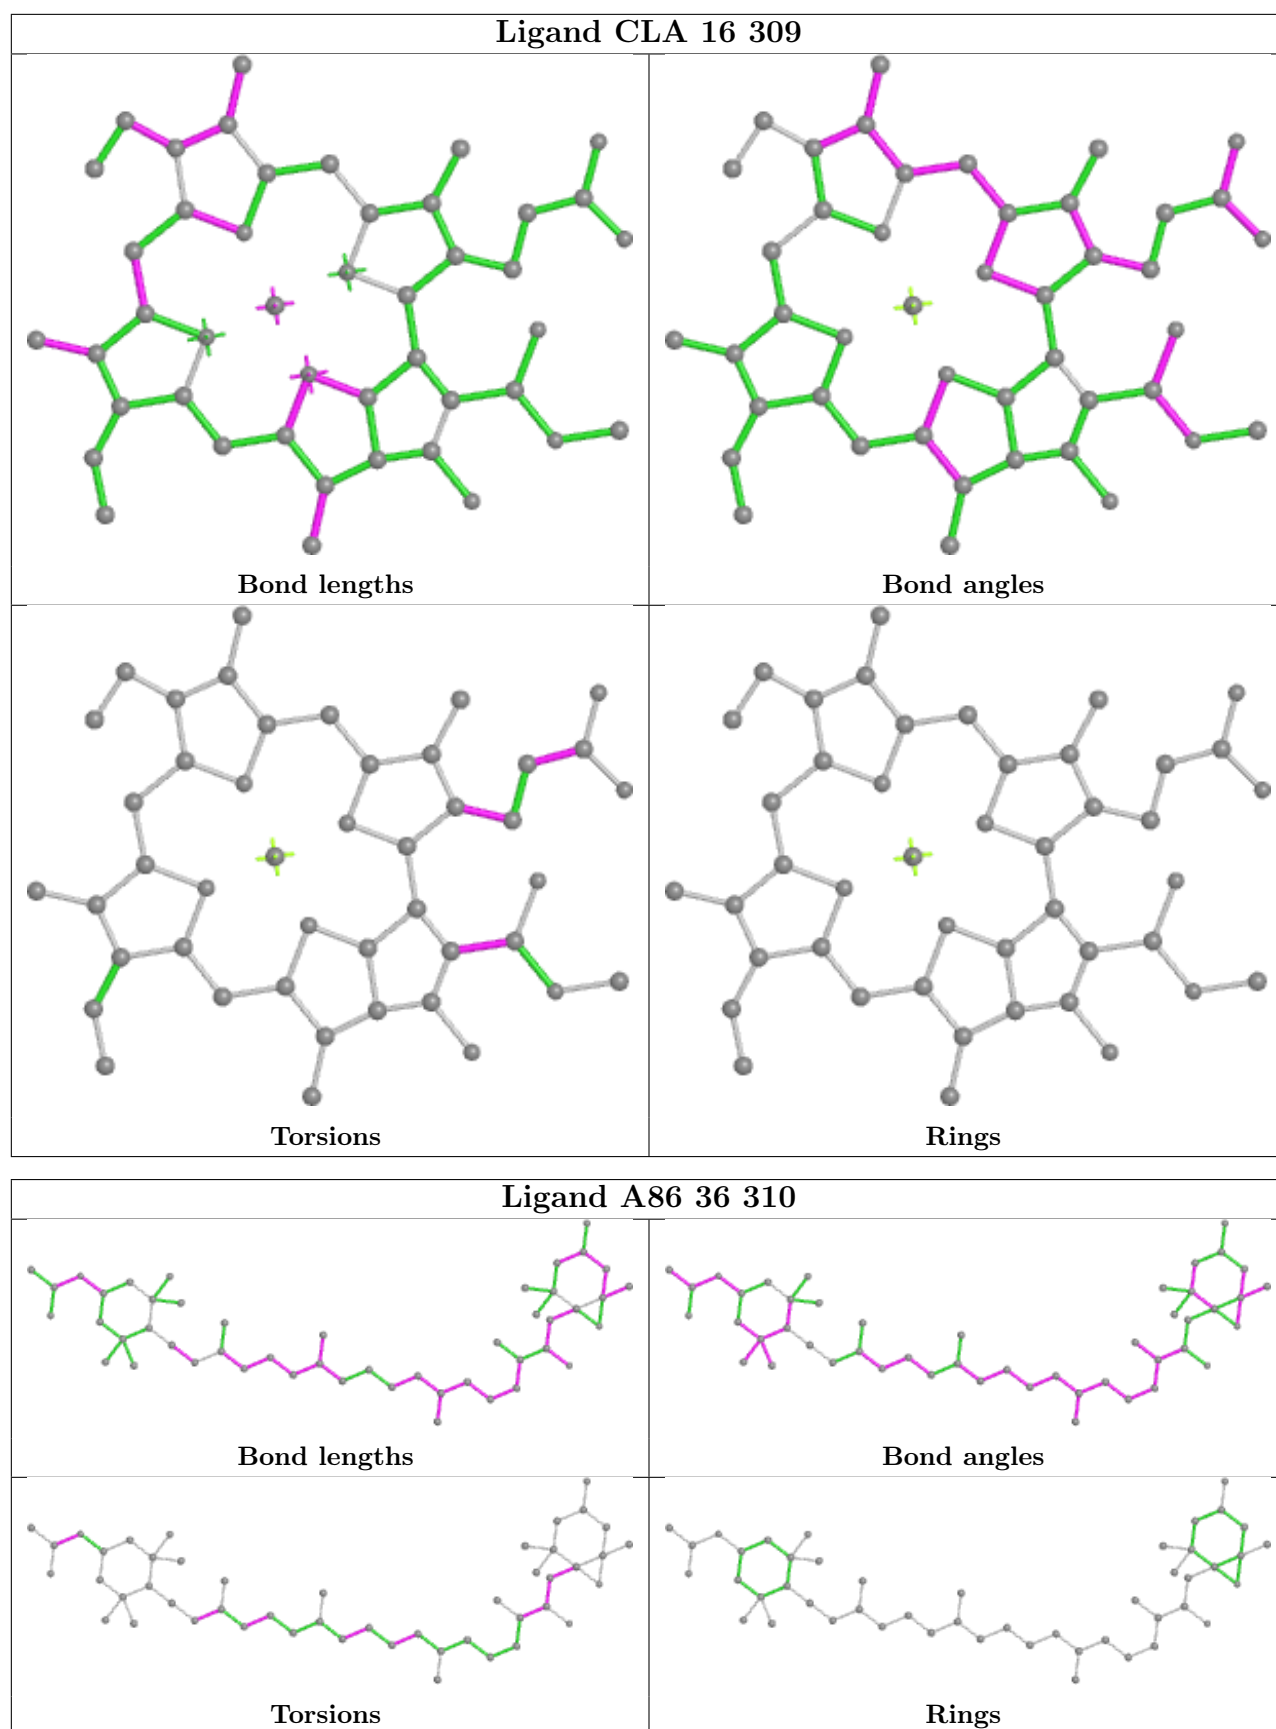 Ligand CLA 16 309
Bond lengths
Bond angles
Torsions
Rings
Ligand A86 36 310
Bond lengths
Bond angles
Torsions
Rings